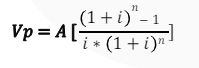 Vp = A [ (1 + i)ⁿ - 1 / i * (1 + i)ⁿ ]